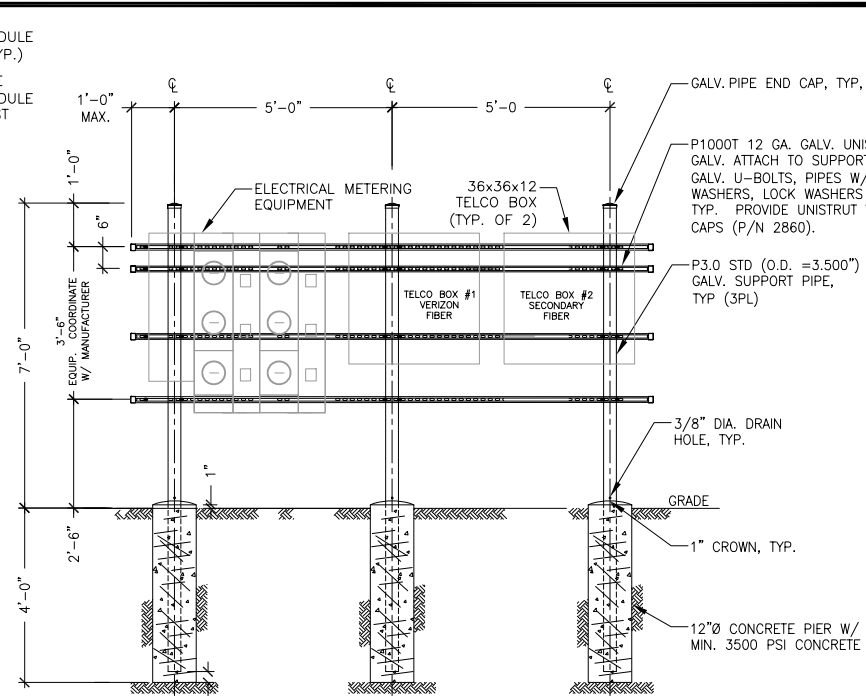 DULE
YP.)
E
DULE
ST
1'-0"
MAX.
℄
5'-0"
℄
5'-0
℄
GALV. PIPE END CAP, TYP,
P1000T 12 GA. GALV. UNIS
GALV. ATTACH TO SUPPORT
GALV. U-BOLTS, PIPES W/
WASHERS, LOCK WASHERS
TYP. PROVIDE UNISTRUT
CAPS (P/N 2860).
1'-0"
6"
ELECTRICAL METERING
EQUIPMENT
36x36x12
TELCO BOX
(TYP. OF 2)
P3.0 STD (O.D. =3.500")
GALV. SUPPORT PIPE,
TYP (3PL)
TELCO BOX #1
VERIZON
FIBER
TELCO BOX #2
SECONDARY
FIBER
7'-0"
3'-6"
EQUIP. COORDINATE
W/ MANUFACTURER
3/8" DIA. DRAIN
HOLE, TYP.
1"
GRADE
2'-6"
1" CROWN, TYP.
4'-0"
12"Ø CONCRETE PIER W/
MIN. 3500 PSI CONCRETE